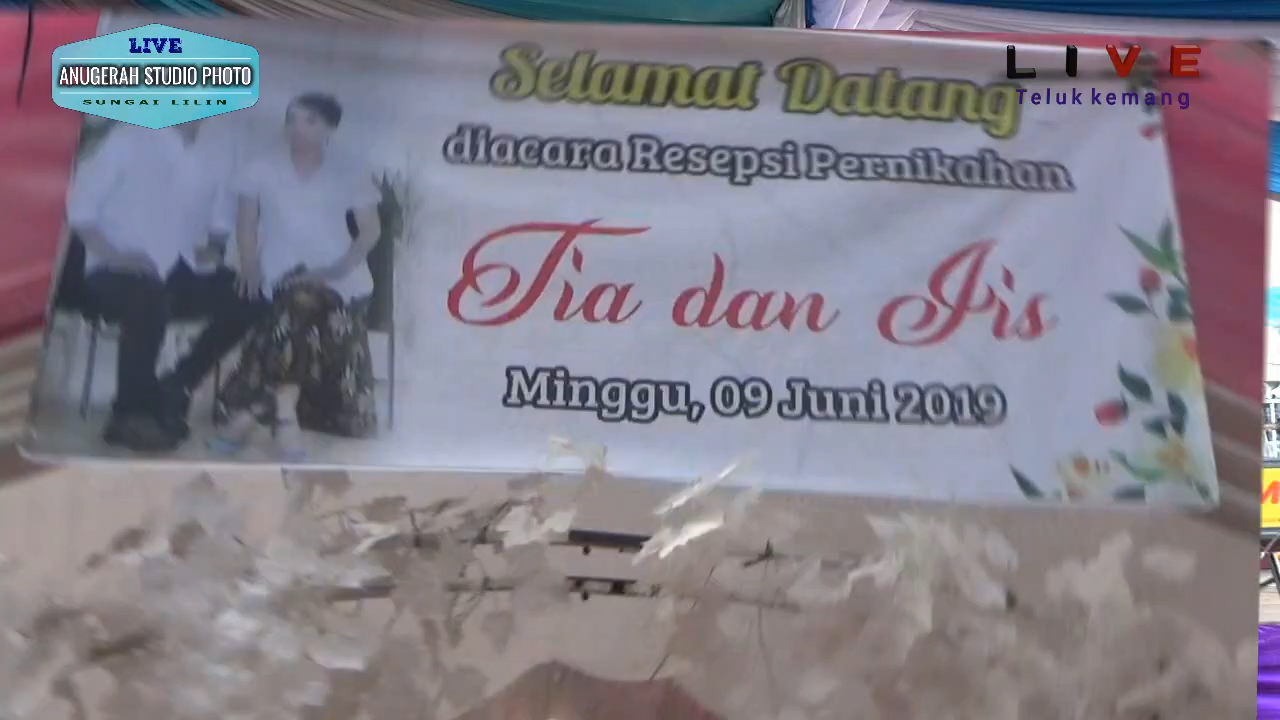 LIVE
ANUGERAH STUDIO PHOTO
SUNGAI LILIN
LIVE
Teluk kemang
Selamat Datang
diacara Resepsi Pernikahan
Tia dan Iis
Minggu, 09 Juni 2019